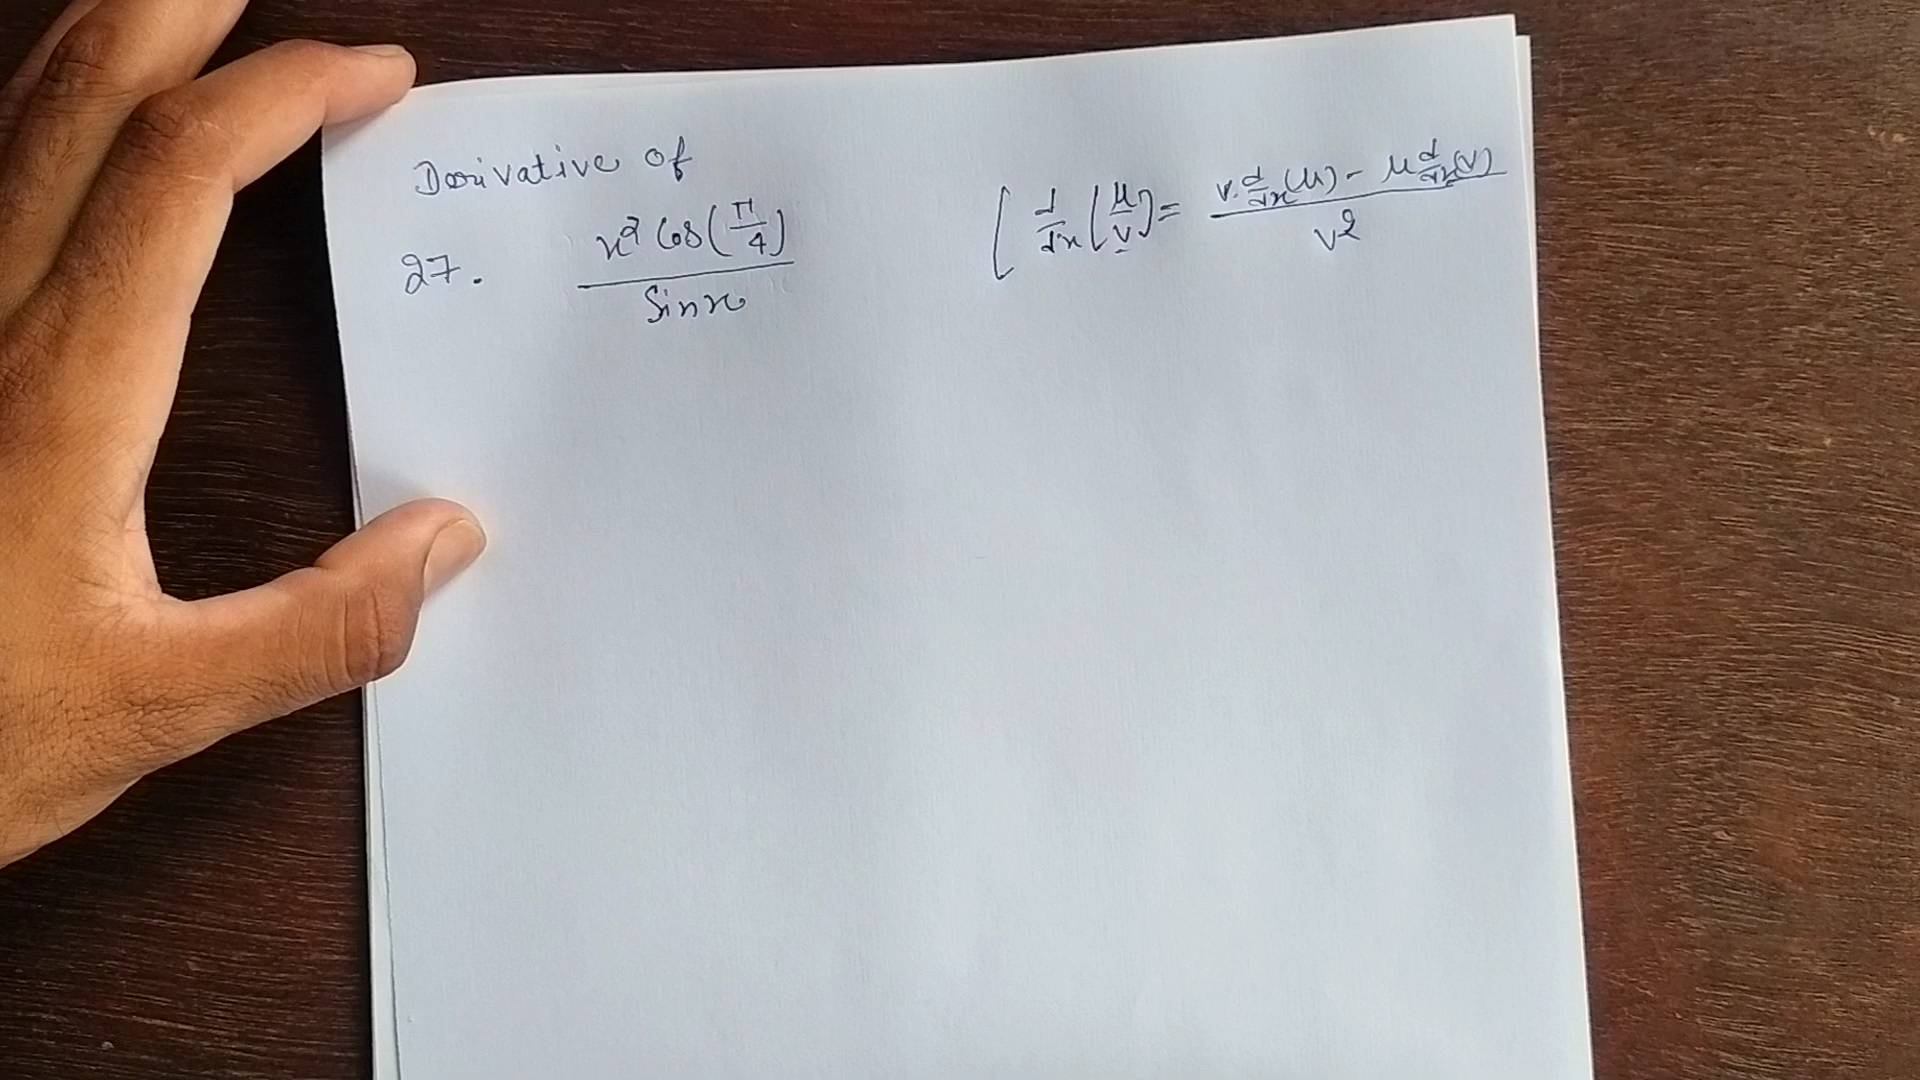 Derivative of
27. x² Cos(π/4) / Sinx
[ d/dx (u/v) = v. d/dx (u) - u d/dx (v) / v²